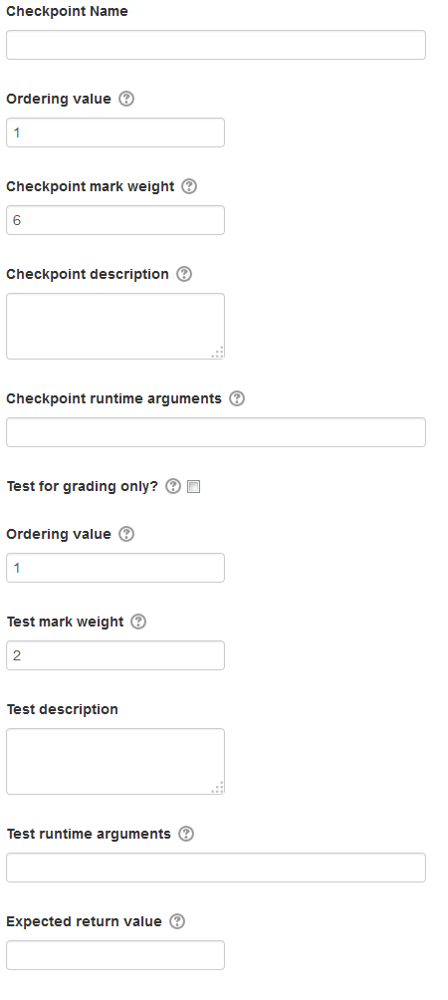 Checkpoint Name
Ordering value ?
1
Checkpoint mark weight ?
6
Checkpoint description ?
Checkpoint runtime arguments ?
Test for grading only? ?
Ordering value ?
1
Test mark weight ?
2
Test description
Test runtime arguments ?
Expected return value ?